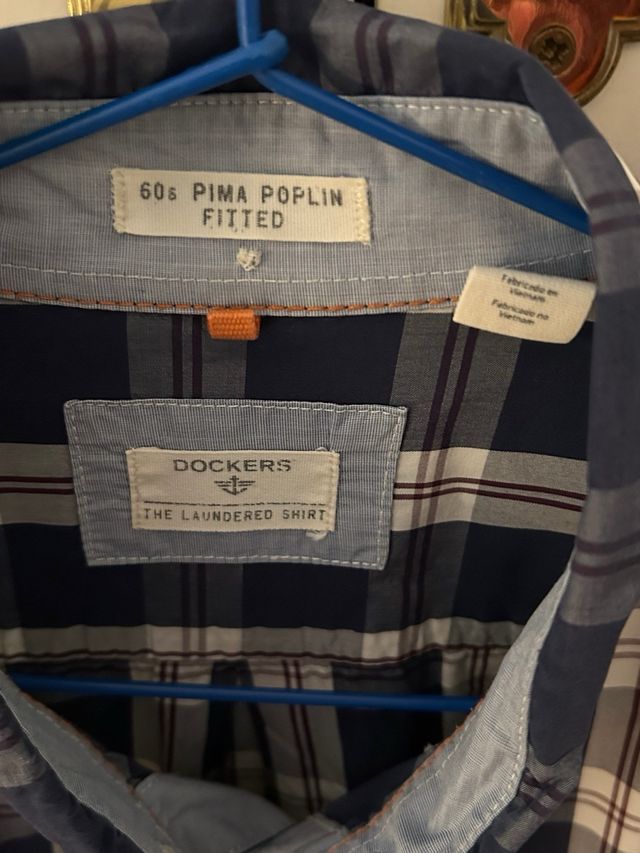 60s PIMA POPLIN
FITTED
Fabricado en
Vietnam
Fabricado no
Vietnam
DOCKERS
THE LAUNDERED SHIRT